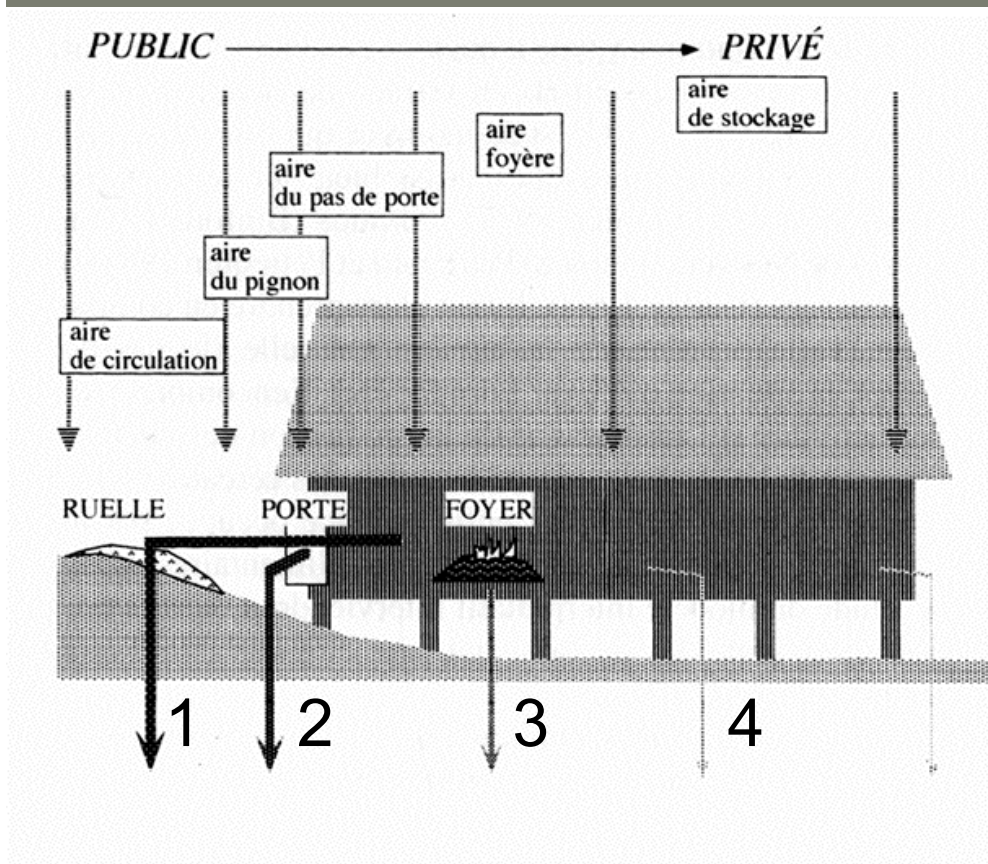 PUBLIC PRIVÉ
aire
de stockage
aire
foyère
aire
du pas de porte
aire
du pignon
aire
de circulation
RUELLE PORTE FOYER
1 2 3 4